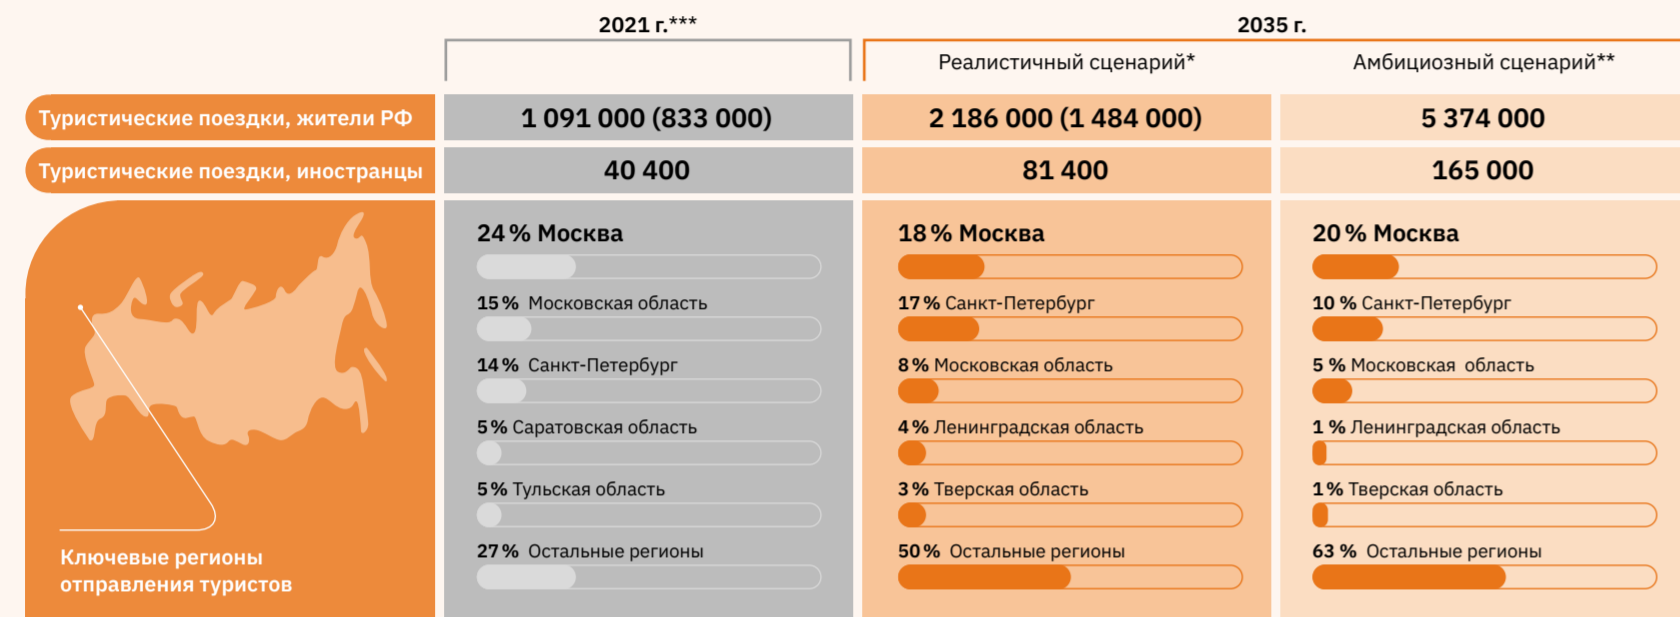 2021 г.***
2035 г.
Реалистичный сценарий*
Амбициозный сценарий**
Туристические поездки, жители РФ
1 091 000 (833 000)
2 186 000 (1 484 000)
5 374 000
Туристические поездки, иностранцы
40 400
81 400
165 000
Ключевые регионы
отправления туристов
24 % Москва
15 % Московская область
14 % Санкт-Петербург
5 % Саратовская область
5 % Тульская область
27 % Остальные регионы
18 % Москва
17 % Санкт-Петербург
8 % Московская область
4 % Ленинградская область
3 % Тверская область
50 % Остальные регионы
20 % Москва
10 % Санкт-Петербург
5 % Московская область
1 % Ленинградская область
1 % Тверская область
63 % Остальные регионы